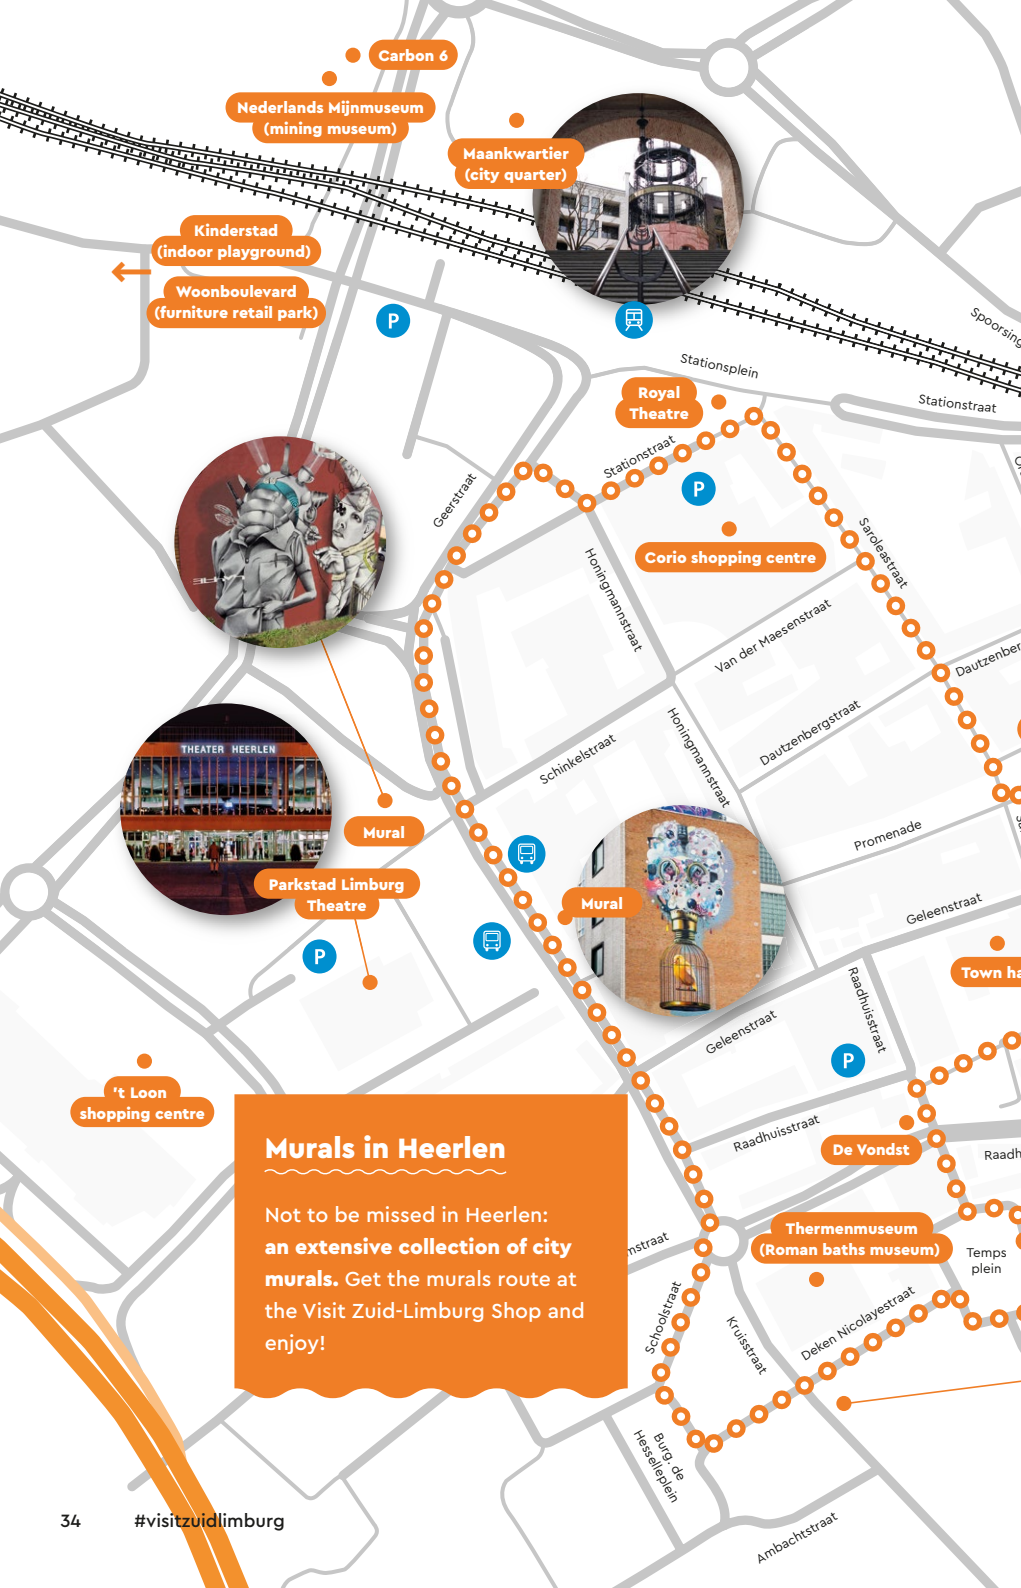 Carbon 6
Nederlands Mijnmuseum
(mining museum)
Maankwartier
(city quarter)
Kinderstad
(indoor playground)
Woonboulevard
(furniture retail park)
P
Spoorsing
Stationsplein
Stationstraat
Royal
Theatre
Stationstraat
P
Geerstraat
Corio shopping centre
Saroleastraat
Honingmannstraat
Van der Maesenstraat
Dautzenber
Dautzenbergstraat
Honingmannstraat
Schinkelstraat
THEATER HEERLEN
Mural
Promenade
Parkstad Limburg
Theatre
Mural
Geleenstraat
P
Town ha
Raadhuisstraat
Geleenstraat
P
't Loon
shopping centre
Raadhuisstraat
De Vondst
Raadh
Murals in Heerlen
Not to be missed in Heerlen:
an extensive collection of city
murals. Get the murals route at
the Visit Zuid-Limburg Shop and
enjoy!
mstraat
Thermenmuseum
(Roman baths museum)
Temps
plein
Schoolstraat
Kruisstraat
Deken Nicolayestraat
Burg. de
Hesselleplein
Ambachtstraat
34
#visitzuidlimburg